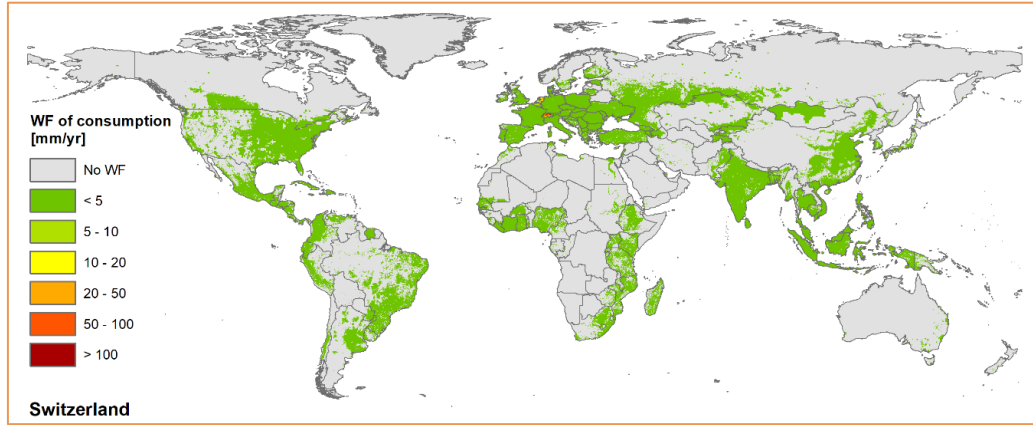 WF of consumption
[mm/yr]
No WF
< 5
5 - 10
10 - 20
20 - 50
50 - 100
> 100
Switzerland